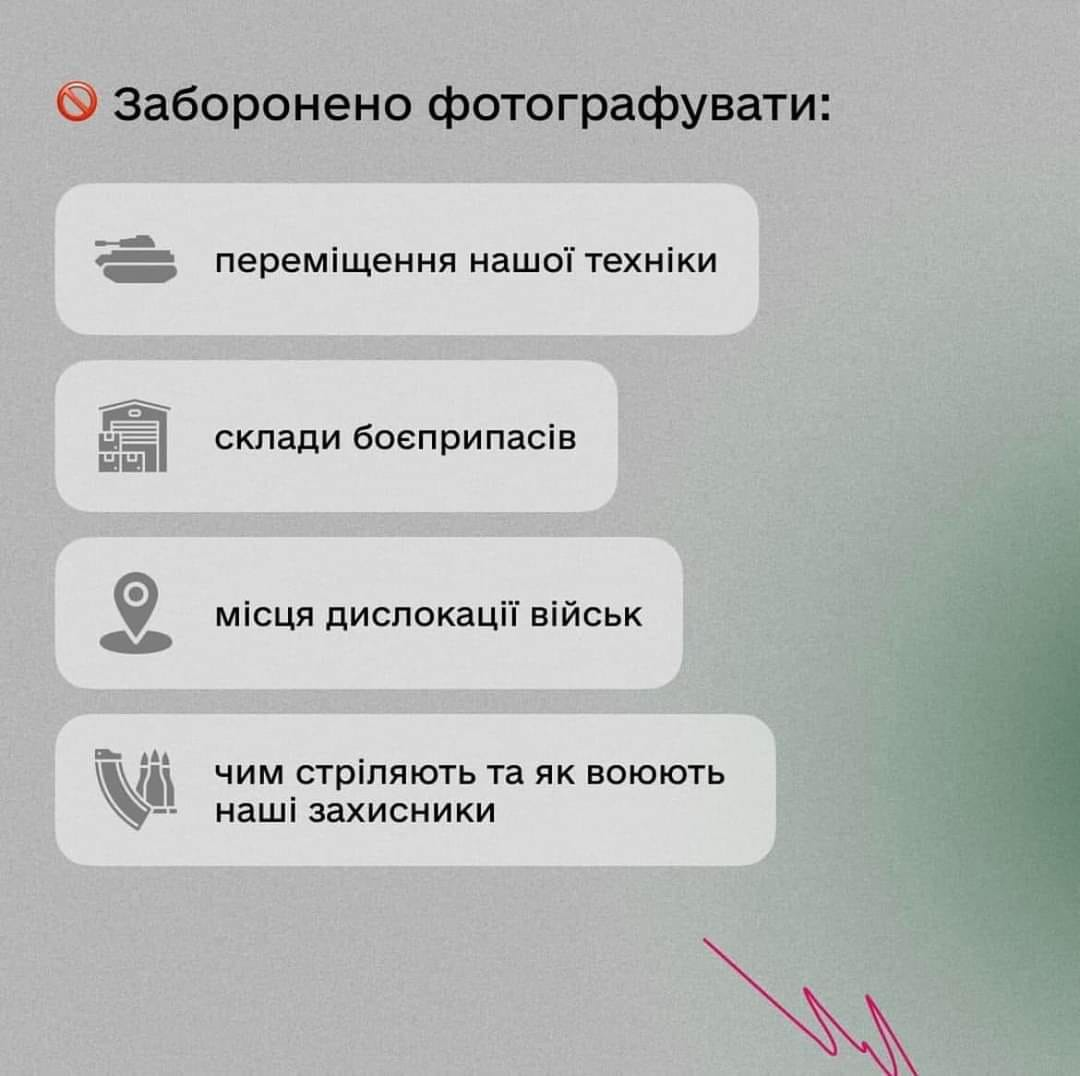 🚫 Заборонено фотографувати:
переміщення нашої техніки
склади боєприпасів
місця дислокації військ
чим стріляють та як воюють
наші захисники